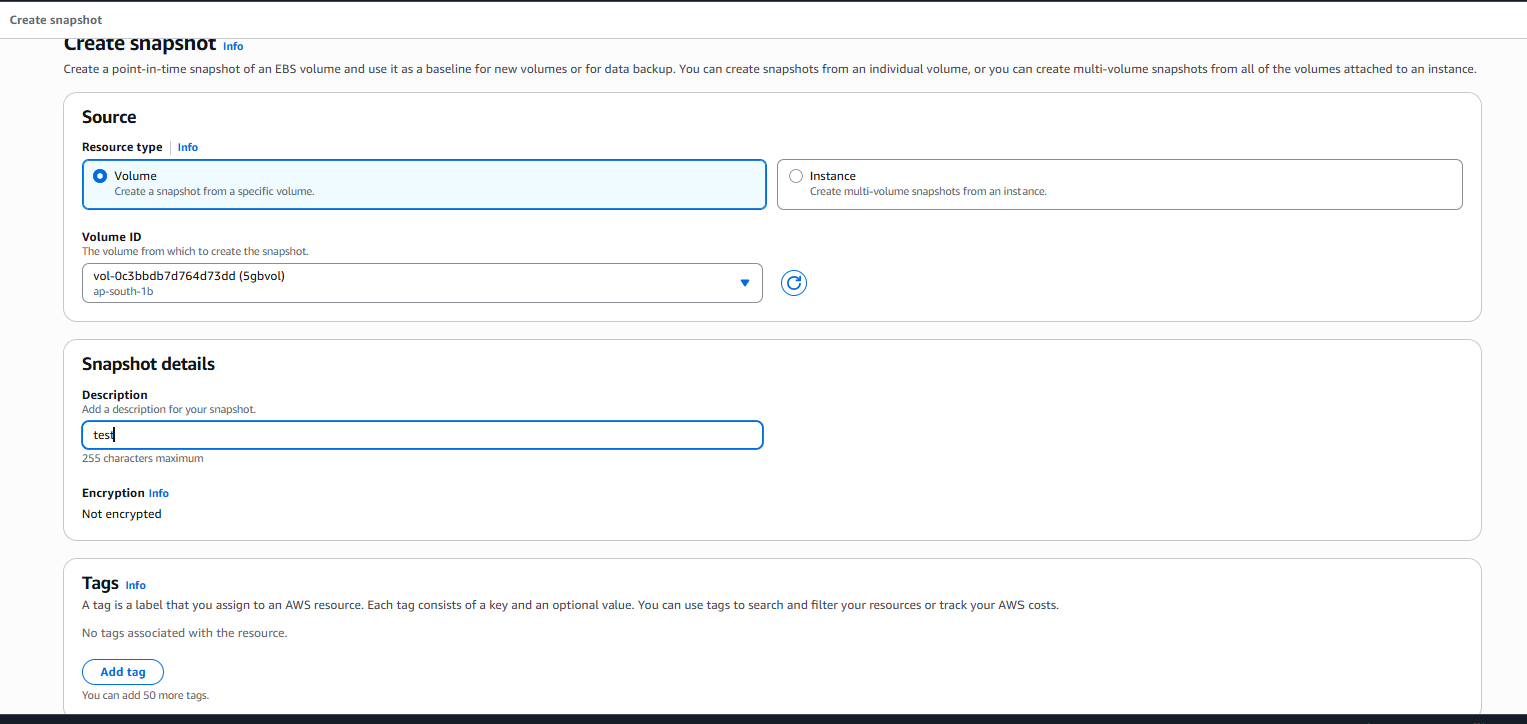 Create snapshot
Create snapshot Info
Create a point-in-time snapshot of an EBS volume and use it as a baseline for new volumes or for data backup. You can create snapshots from an individual volume, or you can create multi-volume snapshots from all of the volumes attached to an instance.
Source
Resource type Info
Volume
Create a snapshot from a specific volume.
Instance
Create multi-volume snapshots from an instance.
Volume ID
The volume from which to create the snapshot.
vol-0c3bbdb7d764d73dd (5gbvol)
ap-south-1b
Snapshot details
Description
Add a description for your snapshot.
test
255 characters maximum
Encryption Info
Not encrypted
Tags Info
A tag is a label that you assign to an AWS resource. Each tag consists of a key and an optional value. You can use tags to search and filter your resources or track your AWS costs.
No tags associated with the resource.
Add tag
You can add 50 more tags.